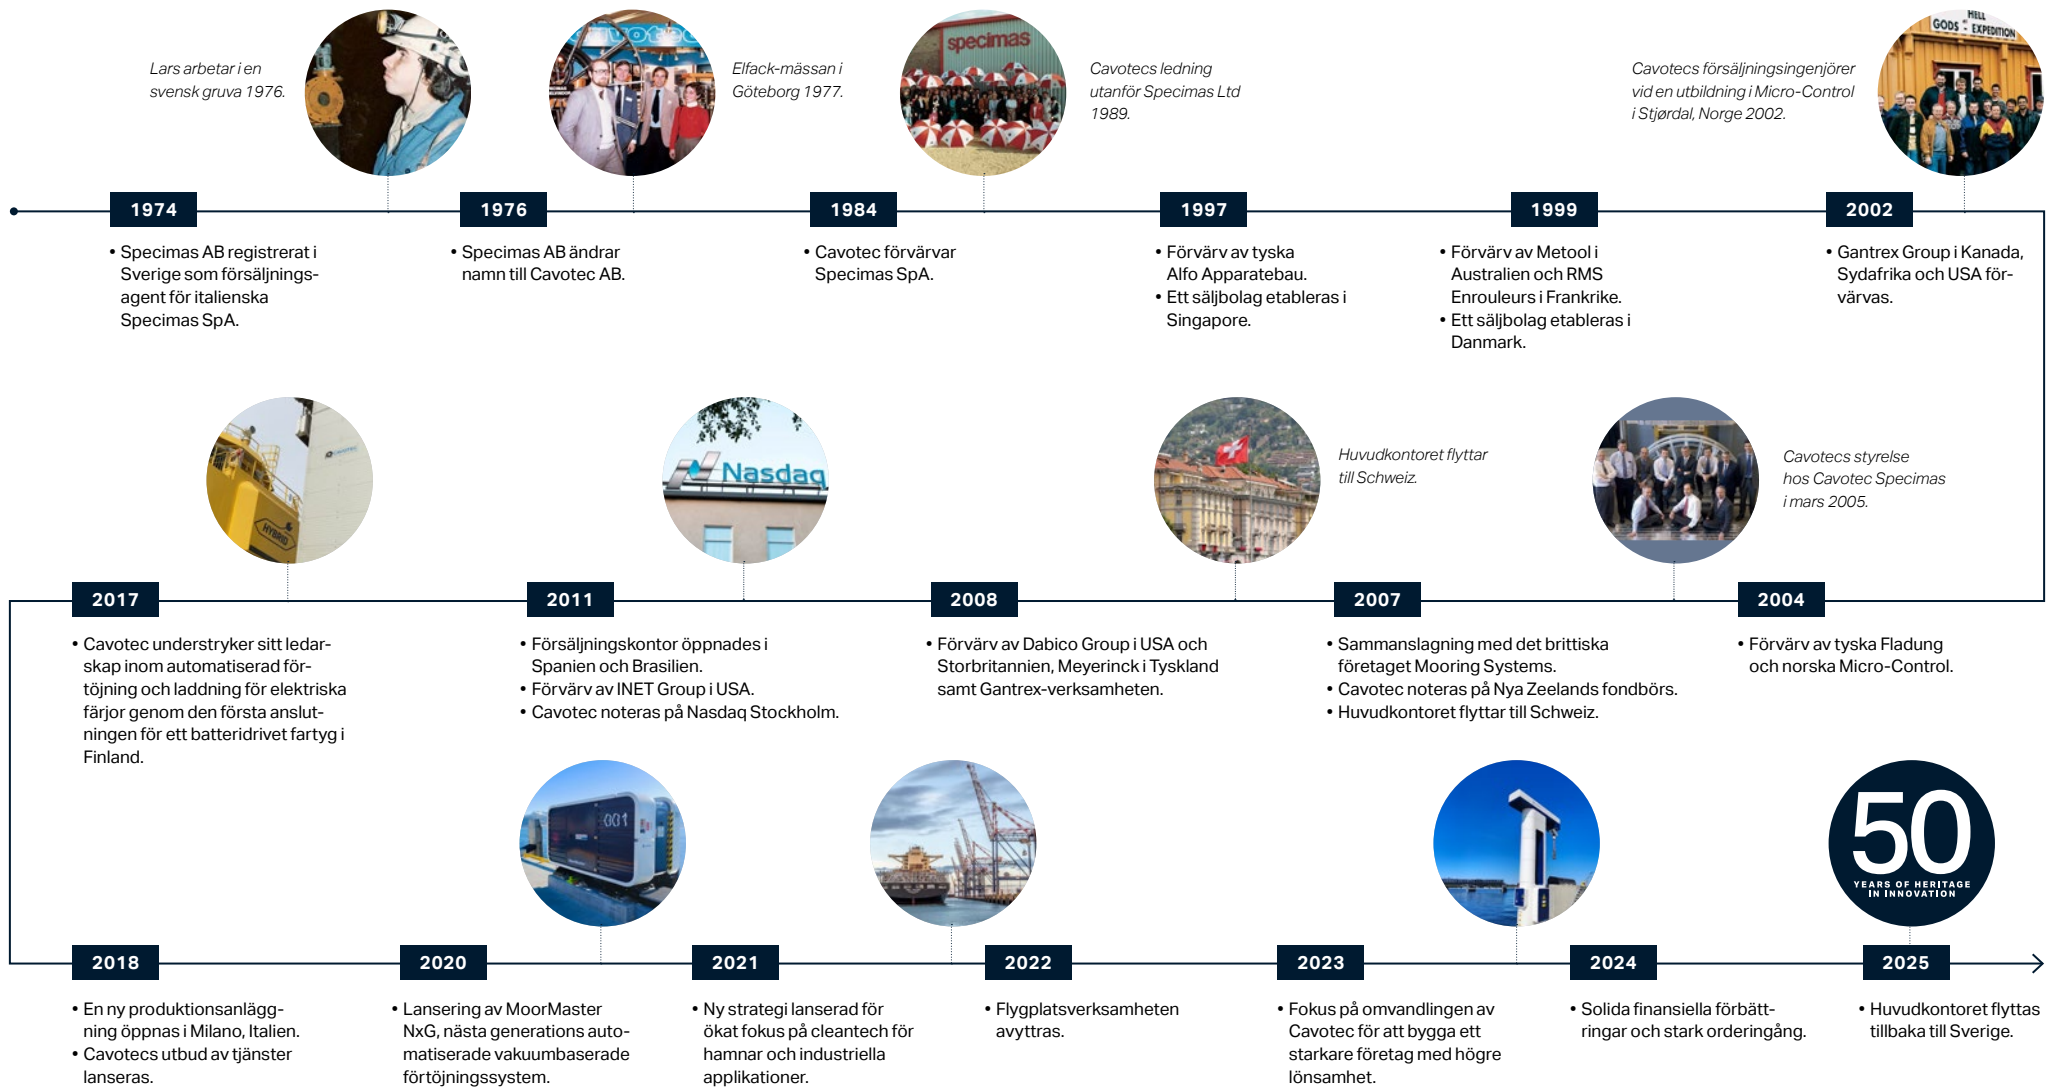 Lars arbetar i en
svensk gruva 1976.
cavotec
Elfack-mässan i
Göteborg 1977.
specimas
Cavotecs ledning
utanför Specimas Ltd
1989.
Cavotecs försäljningsingenjörer
vid en utbildning i Micro-Control
i Stjørdal, Norge 2002.
HELL
GODS - EXPEDITION
1974
1976
1984
1997
1999
2002
• Specimas AB registrerat i
Sverige som försäljnings-
agent för italienska
Specimas SpA.
• Specimas AB ändrar
namn till Cavotec AB.
• Cavotec förvärvar
Specimas SpA.
• Förvärv av tyska
Alfo Apparatebau.
• Ett säljbolag etableras i
Singapore.
• Förvärv av Metool i
Australien och RMS
Enrouleurs i Frankrike.
• Ett säljbolag etableras i
Danmark.
• Gantrex Group i Kanada,
Sydafrika och USA för-
värvas.
HYBRID
CAVOTEC
Nasdaq
Huvudkontoret flyttar
till Schweiz.
Cavotecs styrelse
hos Cavotec Specimas
i mars 2005.
2017
2011
2008
2007
2004
• Cavotec understryker sitt ledar-
skap inom automatiserad för-
töjning och laddning för elektriska
färjor genom den första anslut-
ningen för ett batteridrivet fartyg i
Finland.
• Försäljningskontor öppnades i
Spanien och Brasilien.
• Förvärv av INET Group i USA.
• Cavotec noteras på Nasdaq Stockholm.
• Förvärv av Dabico Group i USA och
Storbritannien, Meyerinck i Tyskland
samt Gantrex-verksamheten.
• Sammanslagning med det brittiska
företaget Mooring Systems.
• Cavotec noteras på Nya Zeelands fondbörs.
• Huvudkontoret flyttar till Schweiz.
• Förvärv av tyska Fladung
och norska Micro-Control.
001
50
YEARS OF HERITAGE
IN INNOVATION
2018
2020
2021
2022
2023
2024
2025
• En ny produktionsanlägg-
ning öppnas i Milano, Italien.
• Cavotecs utbud av tjänster
lanseras.
• Lansering av MoorMaster
NxG, nästa generations auto-
matiserade vakuumbaserade
förtöjningssystem.
• Ny strategi lanserad för
ökat fokus på cleantech för
hamnar och industriella
applikationer.
• Flygplatsverksamheten
avyttras.
• Fokus på omvandlingen av
Cavotec för att bygga ett
starkare företag med högre
lönsamhet.
• Solida finansiella förbätt-
ringar och stark orderingång.
• Huvudkontoret flyttas
tillbaka till Sverige.